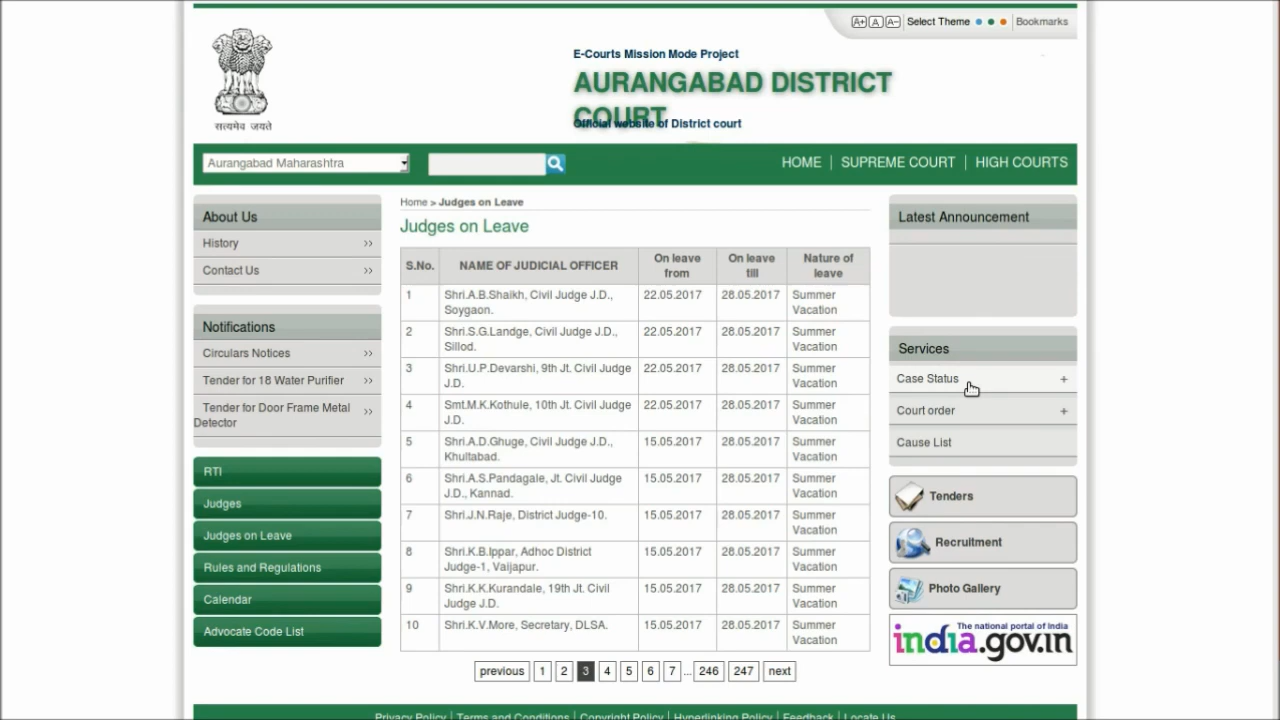 A+ A A- Select Theme Bookmarks
सत्यमेव जयते
E-Courts Mission Mode Project
AURANGABAD DISTRICT
COURT
Official website of District court
Aurangabad Maharashtra
HOME | SUPREME COURT | HIGH COURTS
About Us
History >>
Contact Us >>
Notifications
Circulars Notices >>
Tender for 18 Water Purifier >>
Tender for Door Frame Metal >>
Detector
RTI
Judges
Judges on Leave
Rules and Regulations
Calendar
Advocate Code List
Home > Judges on Leave
Judges on Leave
S.No. NAME OF JUDICIAL OFFICER On leave from On leave till Nature of leave
1 Shri.A.B.Shaikh, Civil Judge J.D., 22.05.2017 28.05.2017 Summer
Soygaon. Vacation
2 Shri.S.G.Landge, Civil Judge J.D., 22.05.2017 28.05.2017 Summer
Sillod. Vacation
3 Shri.U.P.Devarshi, 9th Jt. Civil Judge 22.05.2017 28.05.2017 Summer
J.D. Vacation
4 Smt.M.K.Kothule, 10th Jt. Civil Judge 22.05.2017 28.05.2017 Summer
J.D. Vacation
5 Shri.A.D.Ghuge, Civil Judge J.D., 15.05.2017 28.05.2017 Summer
Khultabad. Vacation
6 Shri.A.S.Pandagale, Jt. Civil Judge 15.05.2017 28.05.2017 Summer
J.D., Kannad. Vacation
7 Shri.J.N.Raje, District Judge-10. 15.05.2017 28.05.2017 Summer
Vacation
8 Shri.K.B.Ippar, Adhoc District 15.05.2017 28.05.2017 Summer
Judge-1, Vaijapur. Vacation
9 Shri.K.K.Kurandale, 19th Jt. Civil 15.05.2017 28.05.2017 Summer
Judge J.D. Vacation
10 Shri.K.V.More, Secretary, DLSA. 15.05.2017 28.05.2017 Summer
Vacation
previous 1 2 3 4 5 6 7 ... 246 247 next
Latest Announcement
Services
Case Status +
Court order +
Cause List
Tenders
Recruitment
Photo Gallery
The national portal of India
india.gov.in
Privacy Policy | Terms and Conditions | Copyright Policy | Hyperlinking Policy | Feedback | Locate Us